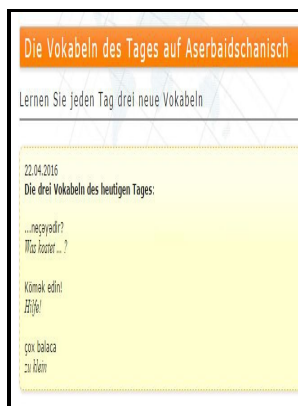 Die Vokabeln des Tages auf Aserbaidschanisch
Lernen Sie jeden Tag drei neue Vokabeln
22.04.2016
Die drei Vokabeln des heutigen Tages:
...neçəyədir?
Was kostet ... ?
Kömək edin!
Hilfe!
çox balaca
zu klein